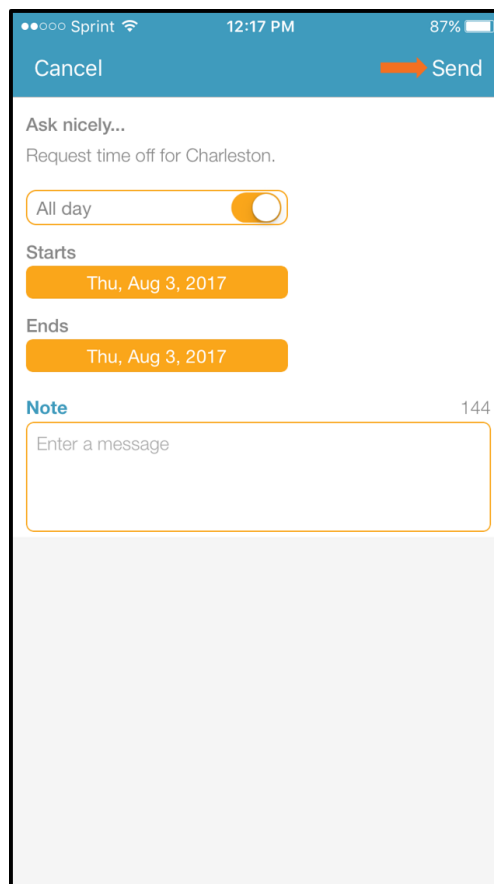 Sprint 12:17 PM 87%
Cancel Send
Ask nicely...
Request time off for Charleston.
All day
Starts
Thu, Aug 3, 2017
Ends
Thu, Aug 3, 2017
Note 144
Enter a message